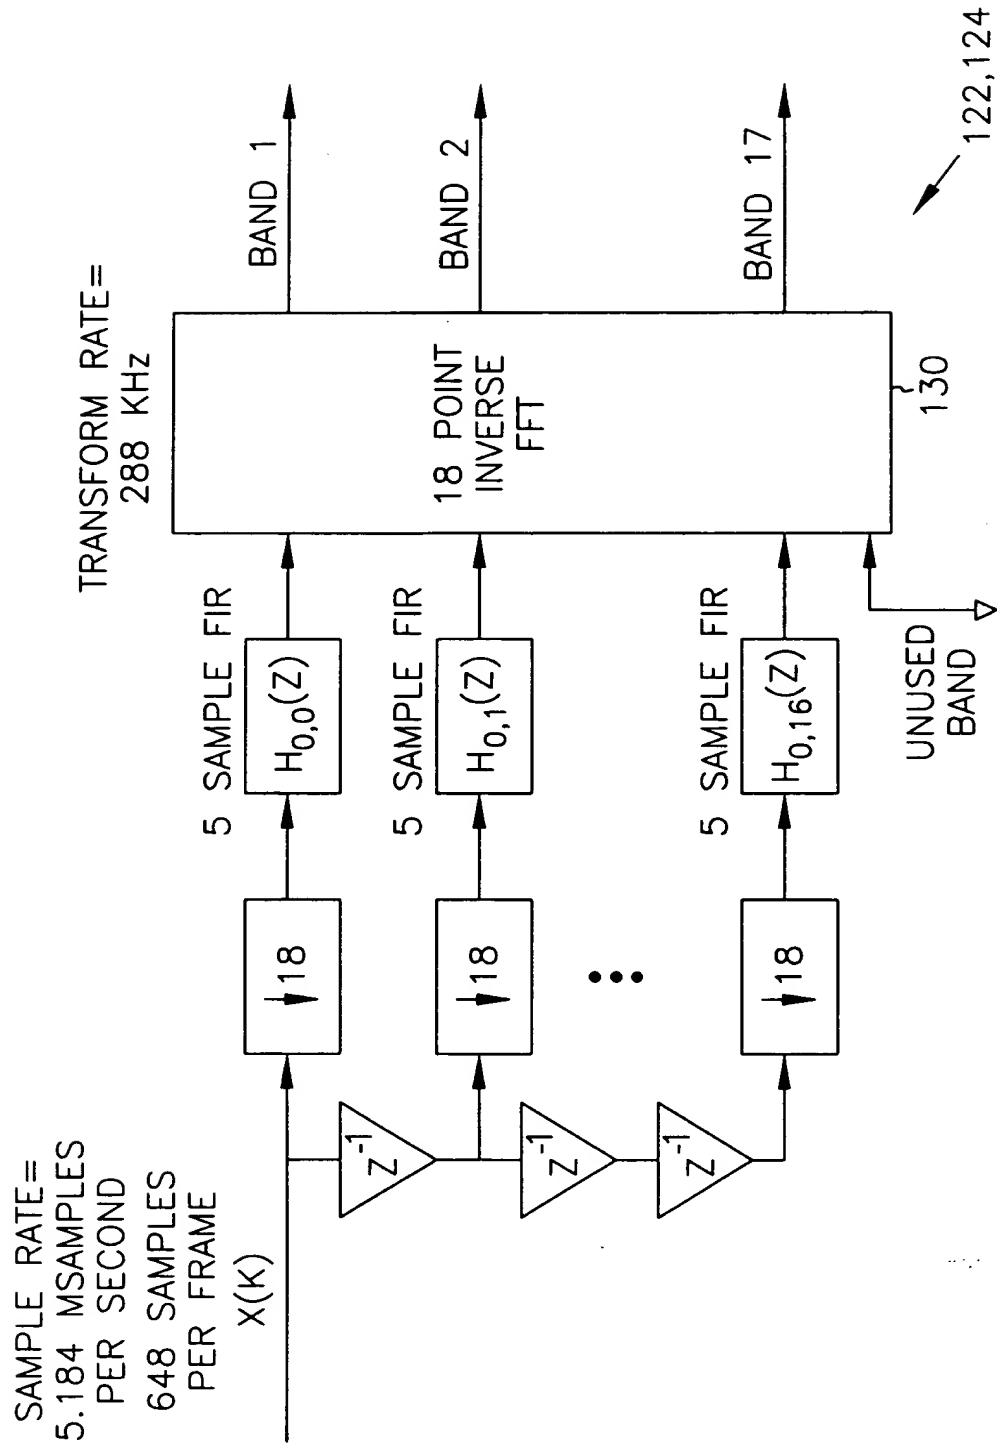 SAMPLE RATE=
5.184 MSAMPLES
PER SECOND
648 SAMPLES
PER FRAME
X(K)
Z-1
Z-1
Z-1
↓18
↓18
•••
↓18
5 SAMPLE FIR
H0,0(Z)
5 SAMPLE FIR
H0,1(Z)
5 SAMPLE FIR
H0,16(Z)
UNUSED
BAND
TRANSFORM RATE=
288 KHz
18 POINT
INVERSE
FFT
130
BAND 1
BAND 2
BAND 17
122,124